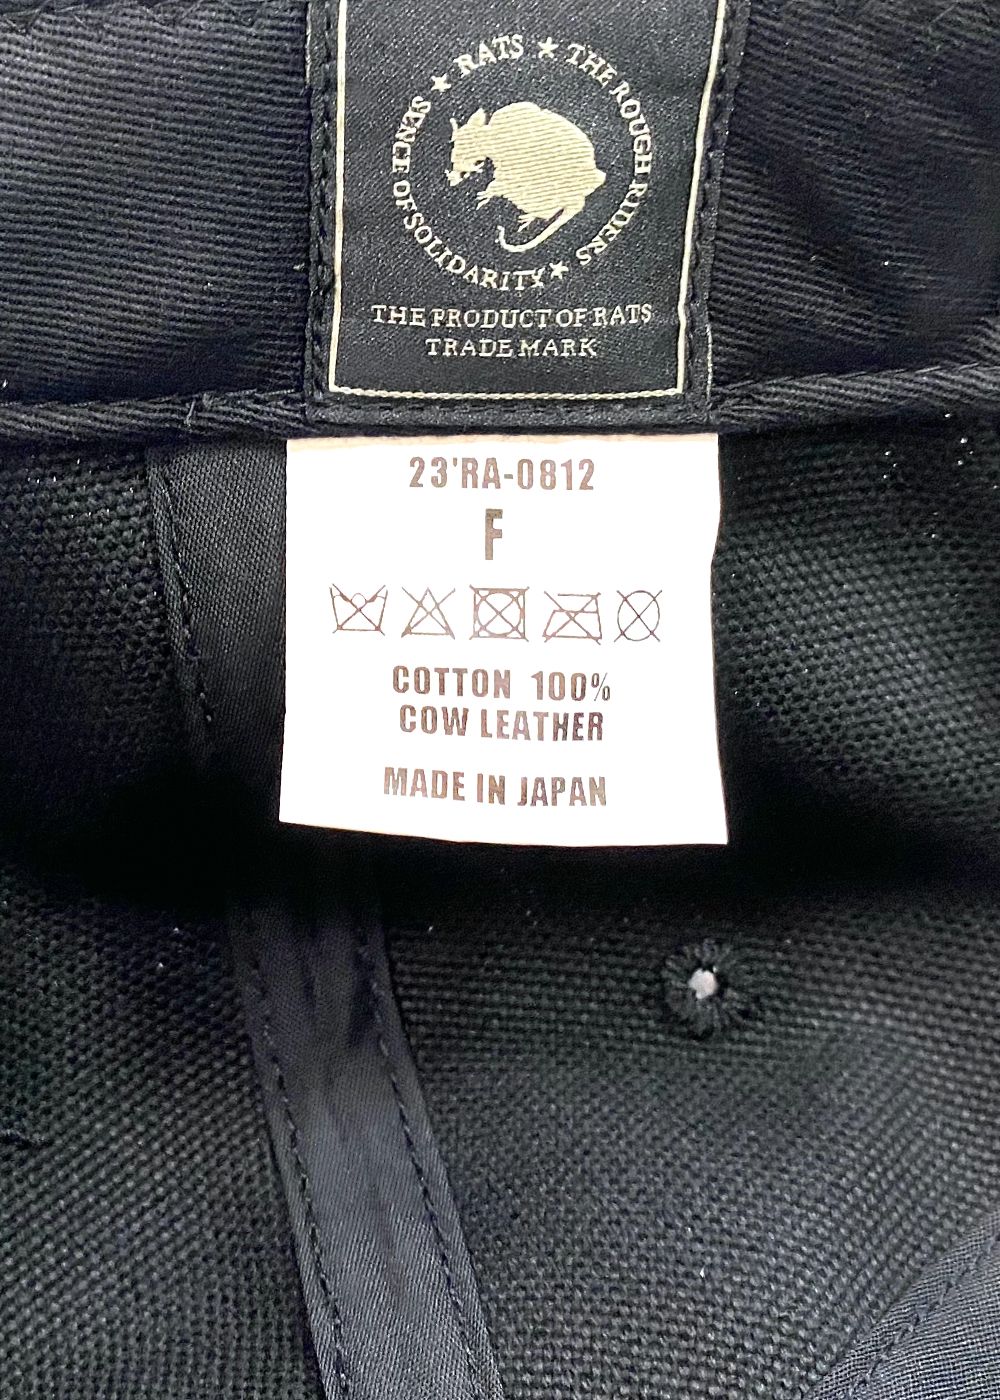 ★ RATS ★ THE ROUGH RIDERS ★ SENCE OF SOLIDARITY
THE PRODUCT OF RATS
TRADE MARK
23'RA-0812
F
COTTON 100%
COW LEATHER
MADE IN JAPAN